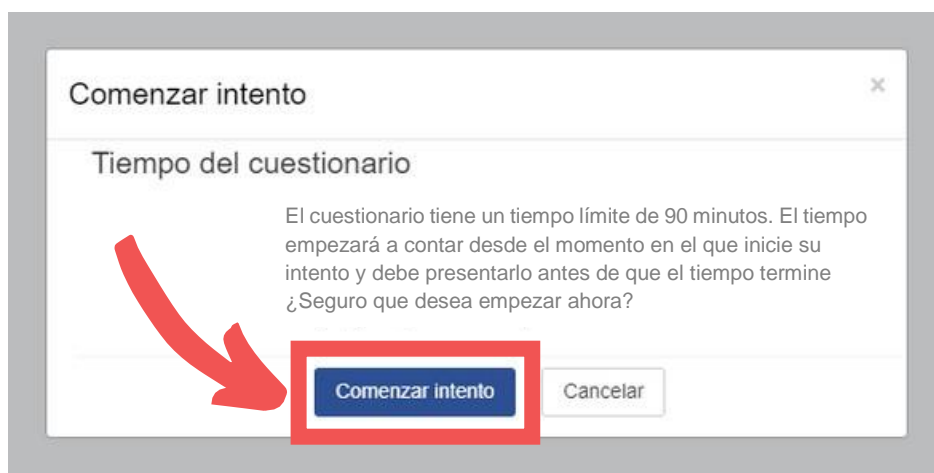 Comenzar intento
×
Tiempo del cuestionario
El cuestionario tiene un tiempo límite de 90 minutos. El tiempo
empezará a contar desde el momento en el que inicie su
intento y debe presentarlo antes de que el tiempo termine
¿Seguro que desea empezar ahora?
Comenzar intento
Cancelar